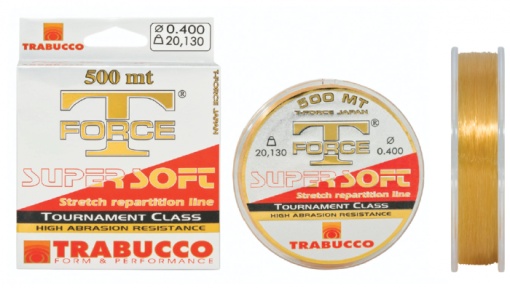 TRABUCCO
Ø 0.400
20,130
500 mt
T-FORCE JAPAN
T®
FORCE
SUPER SOFT
Stretch repartition line
TOURNAMENT CLASS
HIGH ABRASION RESISTANCE
TRABUCCO
FORM & PERFORMANCE
500 MT
T-FORCE JAPAN
T®
FORCE
20,130
Ø
0.400
SUPER SOFT
Stretch repartition line
TOURNAMENT CLASS
HIGH ABRASION RESISTANCE
TRABUCCO